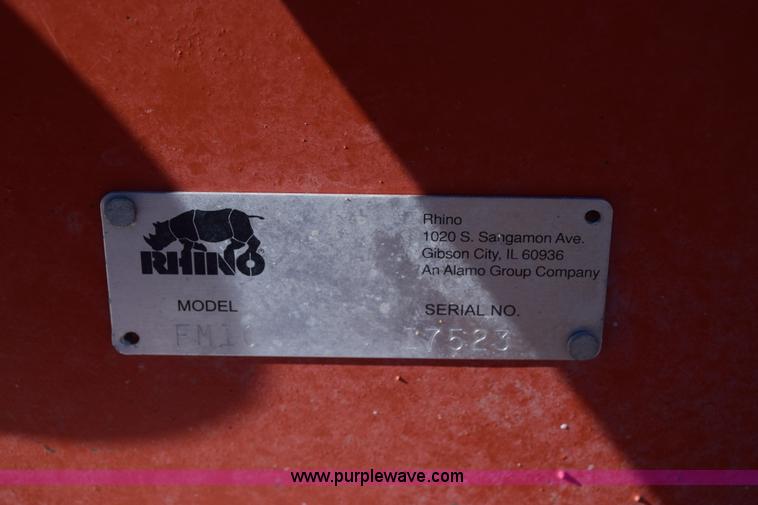 RHINO
Rhino
1020 S. Sangamon Ave.
Gibson City, IL 60936
An Alamo Group Company
MODEL
SERIAL NO.
www.purplewave.com